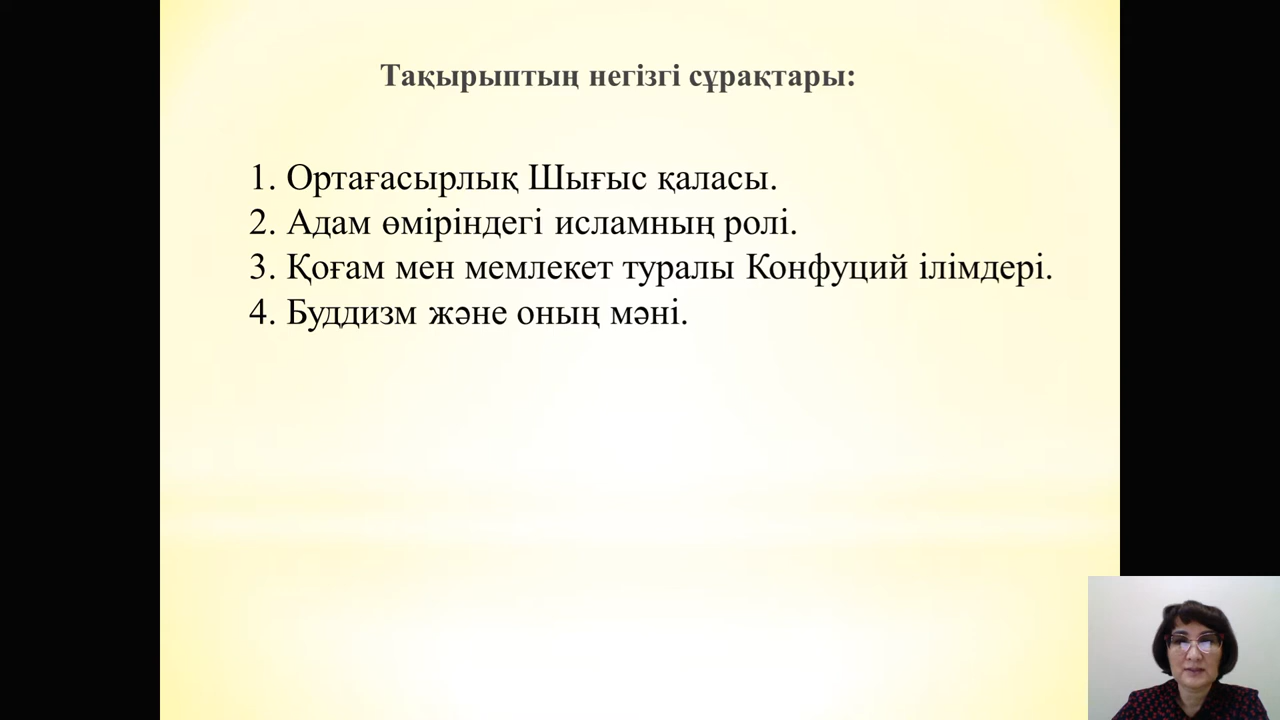 Тақырыптың негізгі сұрақтары:
1. Ортағасырлық Шығыс қаласы.
2. Адам өміріндегі исламның ролі.
3. Қоғам мен мемлекет туралы Конфуций ілімдері.
4. Буддизм және оның мәні.